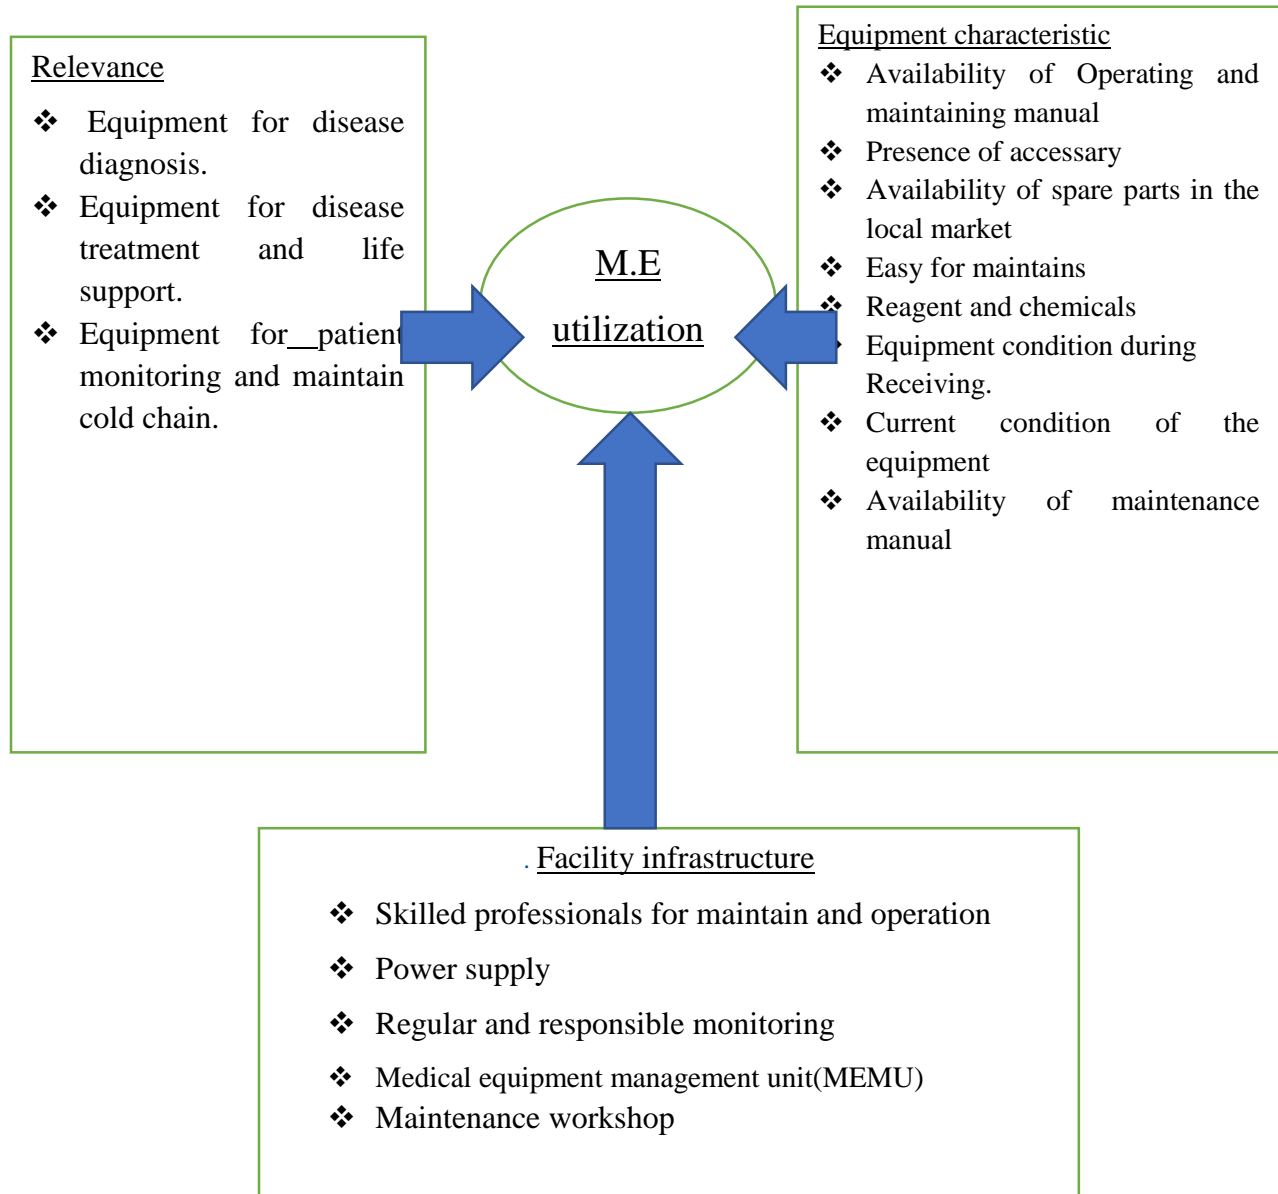 Relevance
❖ Equipment for disease
diagnosis.
❖ Equipment for disease
treatment and life
support.
❖ Equipment for patient
monitoring and maintain
cold chain.
M.E
utilization
Equipment characteristic
❖ Availability of Operating and
maintaining manual
❖ Presence of accessary
❖ Availability of spare parts in the
local market
❖ Easy for maintains
❖ Reagent and chemicals
❖ Equipment condition during
Receiving.
❖ Current condition of the
equipment
❖ Availability of maintenance
manual
. Facility infrastructure
❖ Skilled professionals for maintain and operation
❖ Power supply
❖ Regular and responsible monitoring
❖ Medical equipment management unit(MEMU)
❖ Maintenance workshop